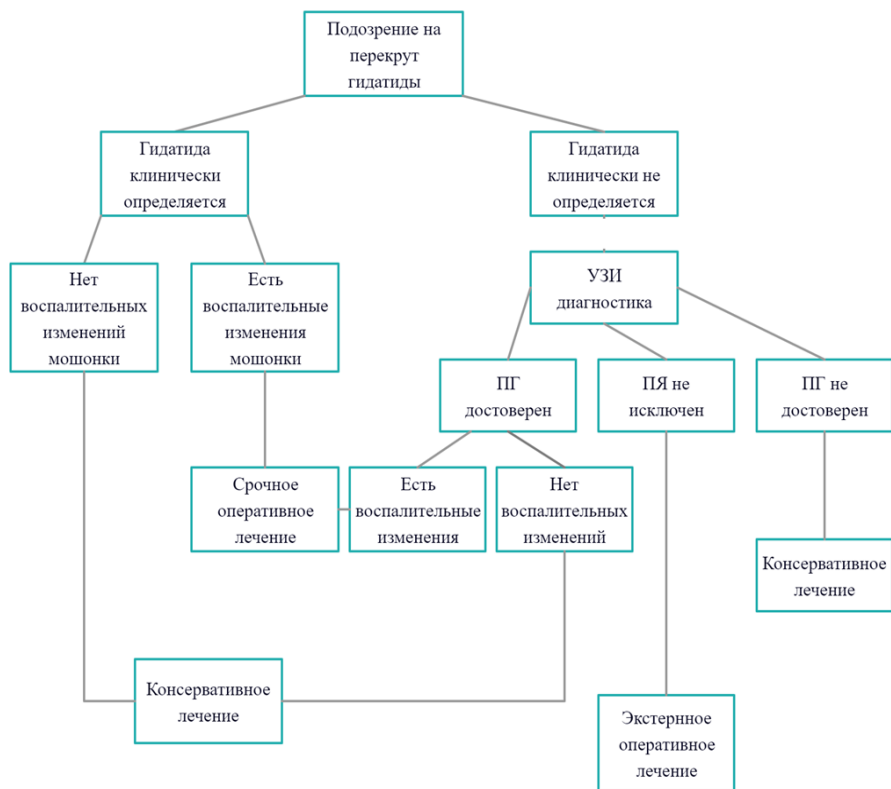 Подозрение на
перекрут
гидатиды
Гидатида
клинически
определяется
Гидатида
клинически не
определяется
Нет
воспалительных
изменений
мошонки
Есть
воспалительные
изменения
мошонки
УЗИ
диагностика
ПГ
достоверен
ПЯ не
исключен
ПГ не
достоверен
Срочное
оперативное
лечение
Есть
воспалительные
изменения
Нет
воспалительных
изменений
Консервативное
лечение
Консервативное
лечение
Экстернное
оперативное
лечение